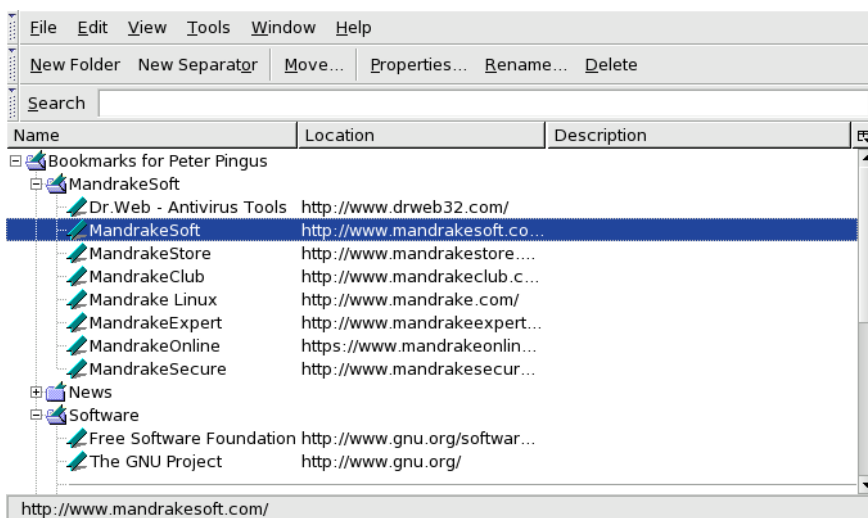 File Edit View Tools Window Help
New Folder New Separator Move... Properties... Rename... Delete
Search
Name Location Description
Bookmarks for Peter Pingus
MandrakeSoft
Dr.Web - Antivirus Tools http://www.drweb32.com/
MandrakeSoft http://www.mandrakesoft.co...
MandrakeStore http://www.mandrakestore....
MandrakeClub http://www.mandrakeclub.c...
Mandrake Linux http://www.mandrake.com/
MandrakeExpert http://www.mandrakeexpert...
MandrakeOnline https://www.mandrakeonlin...
MandrakeSecure http://www.mandrakesecur...
News
Software
Free Software Foundation http://www.gnu.org/softwar...
The GNU Project http://www.gnu.org/
http://www.mandrakesoft.com/